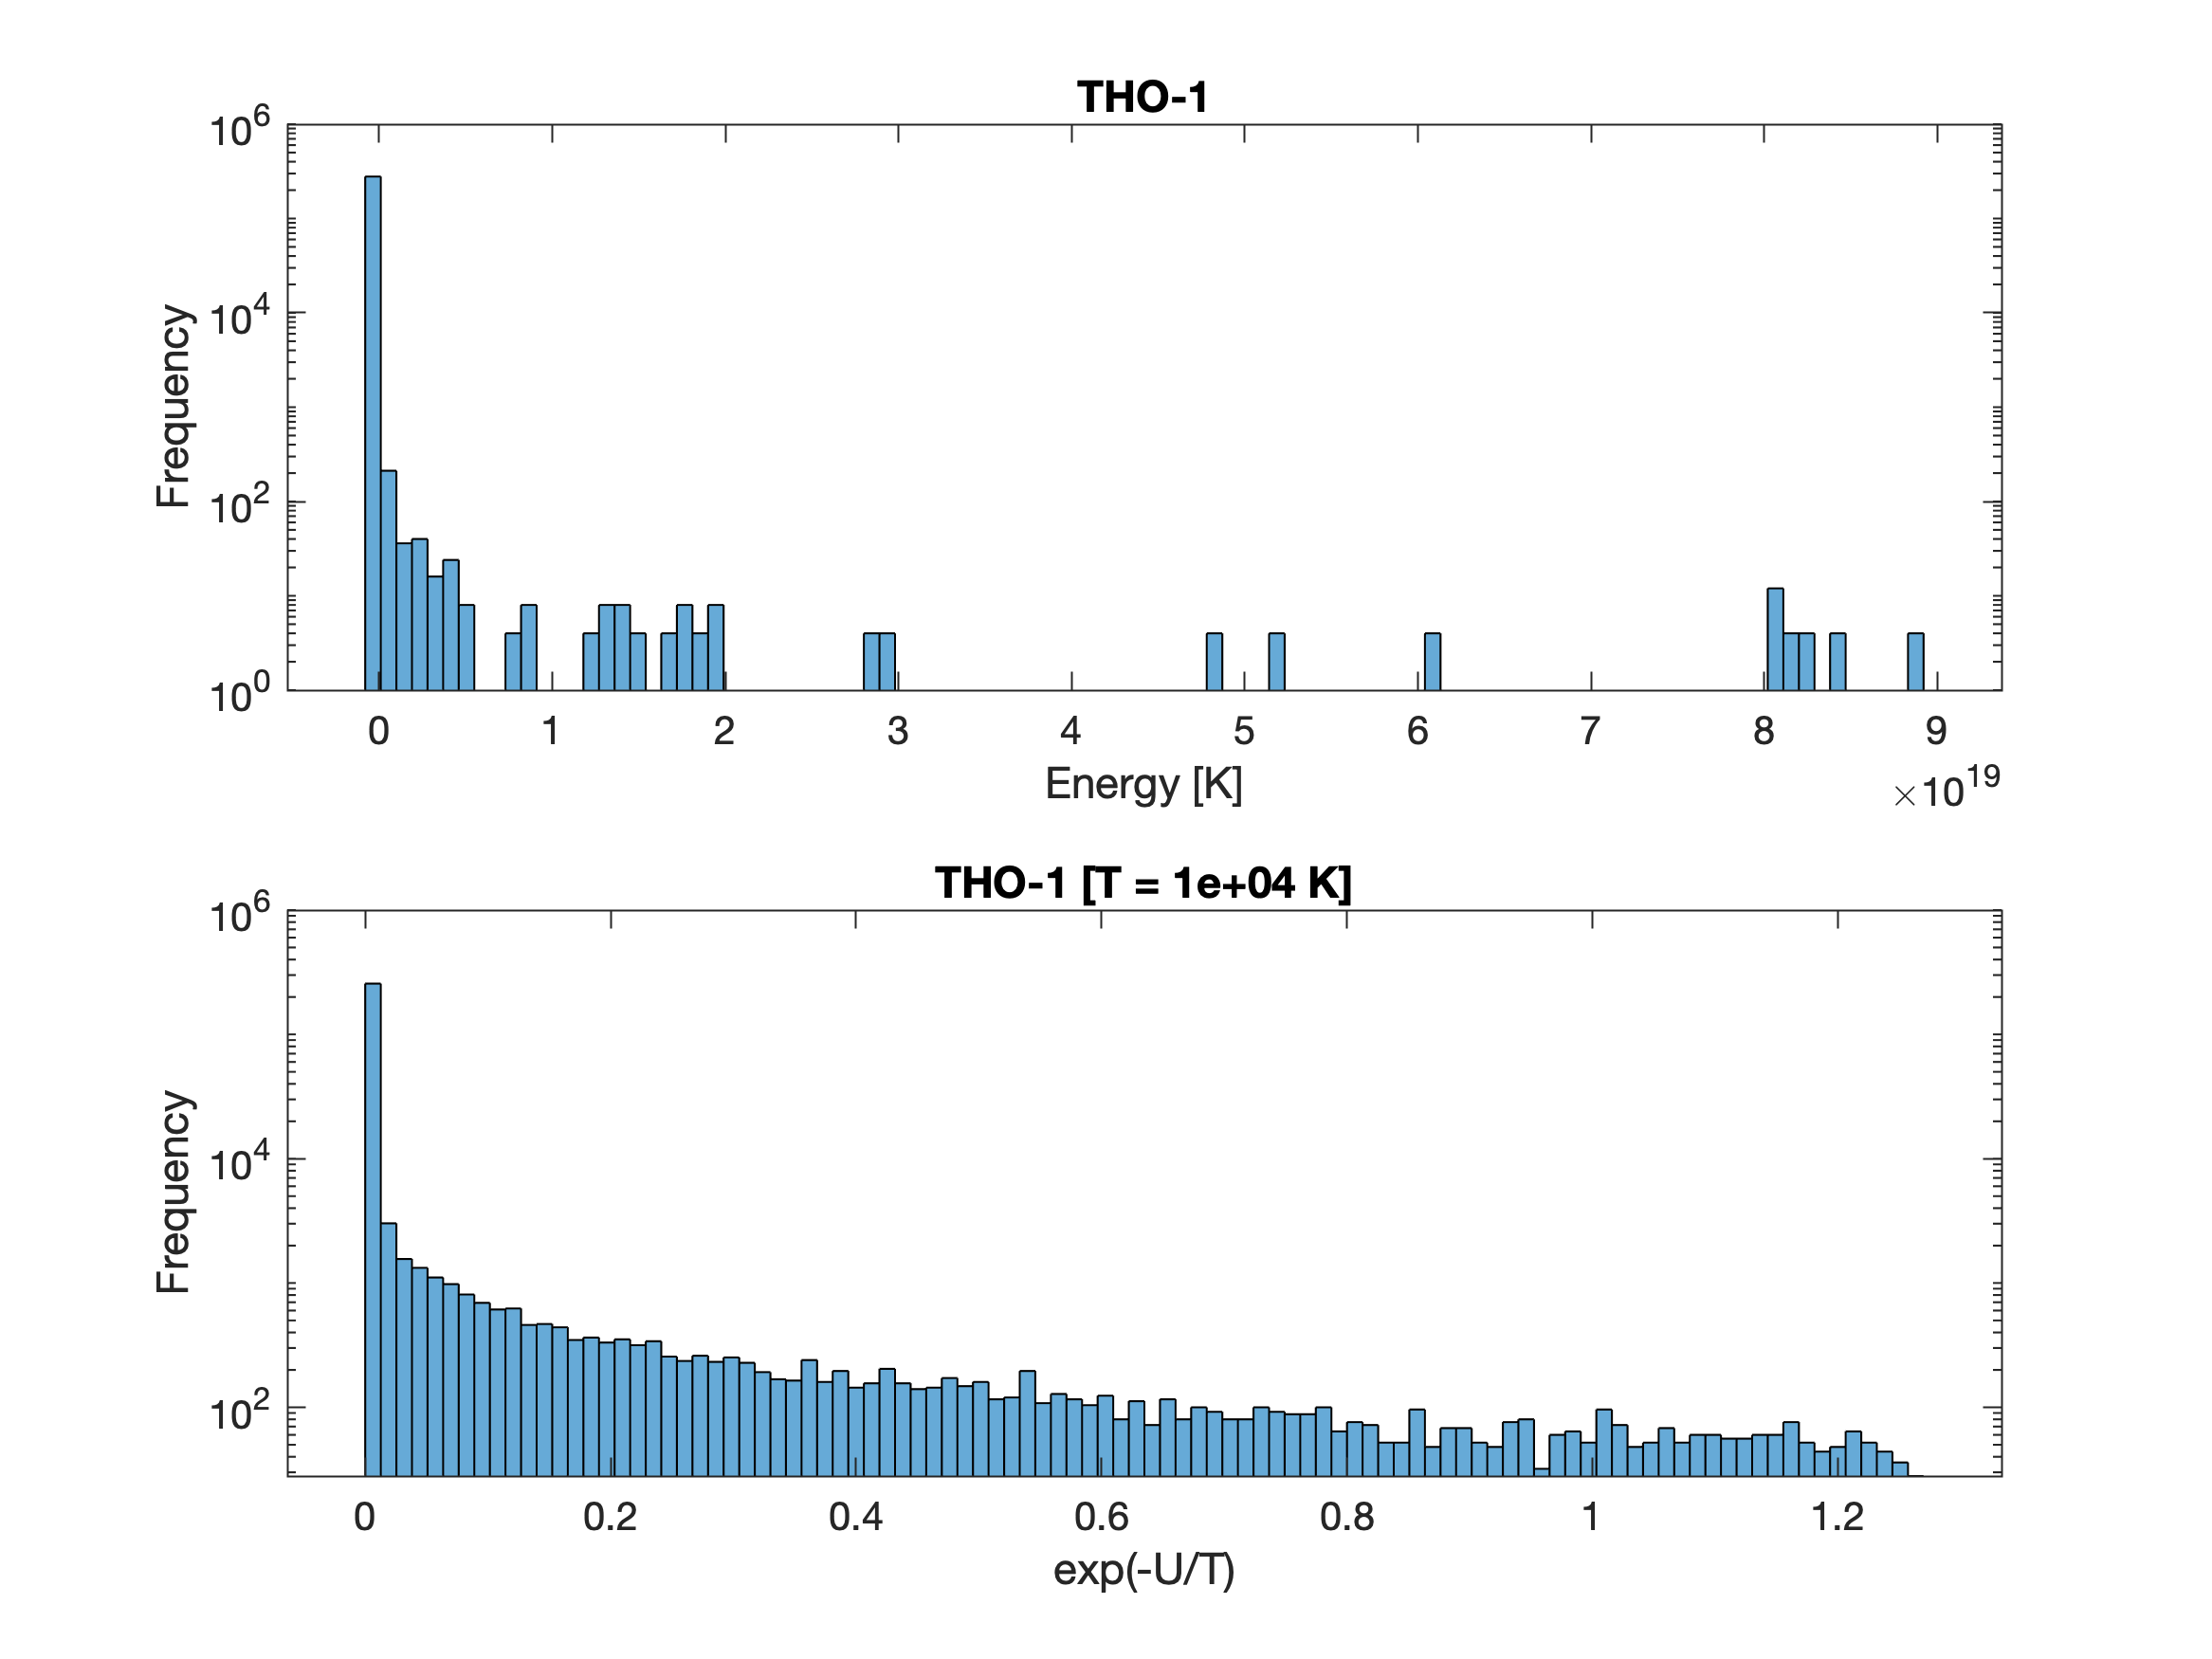 THO-1
10^6
10^4
10^2
10^0
Frequency
0 1 2 3 4 5 6 7 8 9
Energy [K]
×10^19
THO-1 [T = 1e+04 K]
10^6
10^4
10^2
Frequency
0 0.2 0.4 0.6 0.8 1 1.2
exp(-U/T)